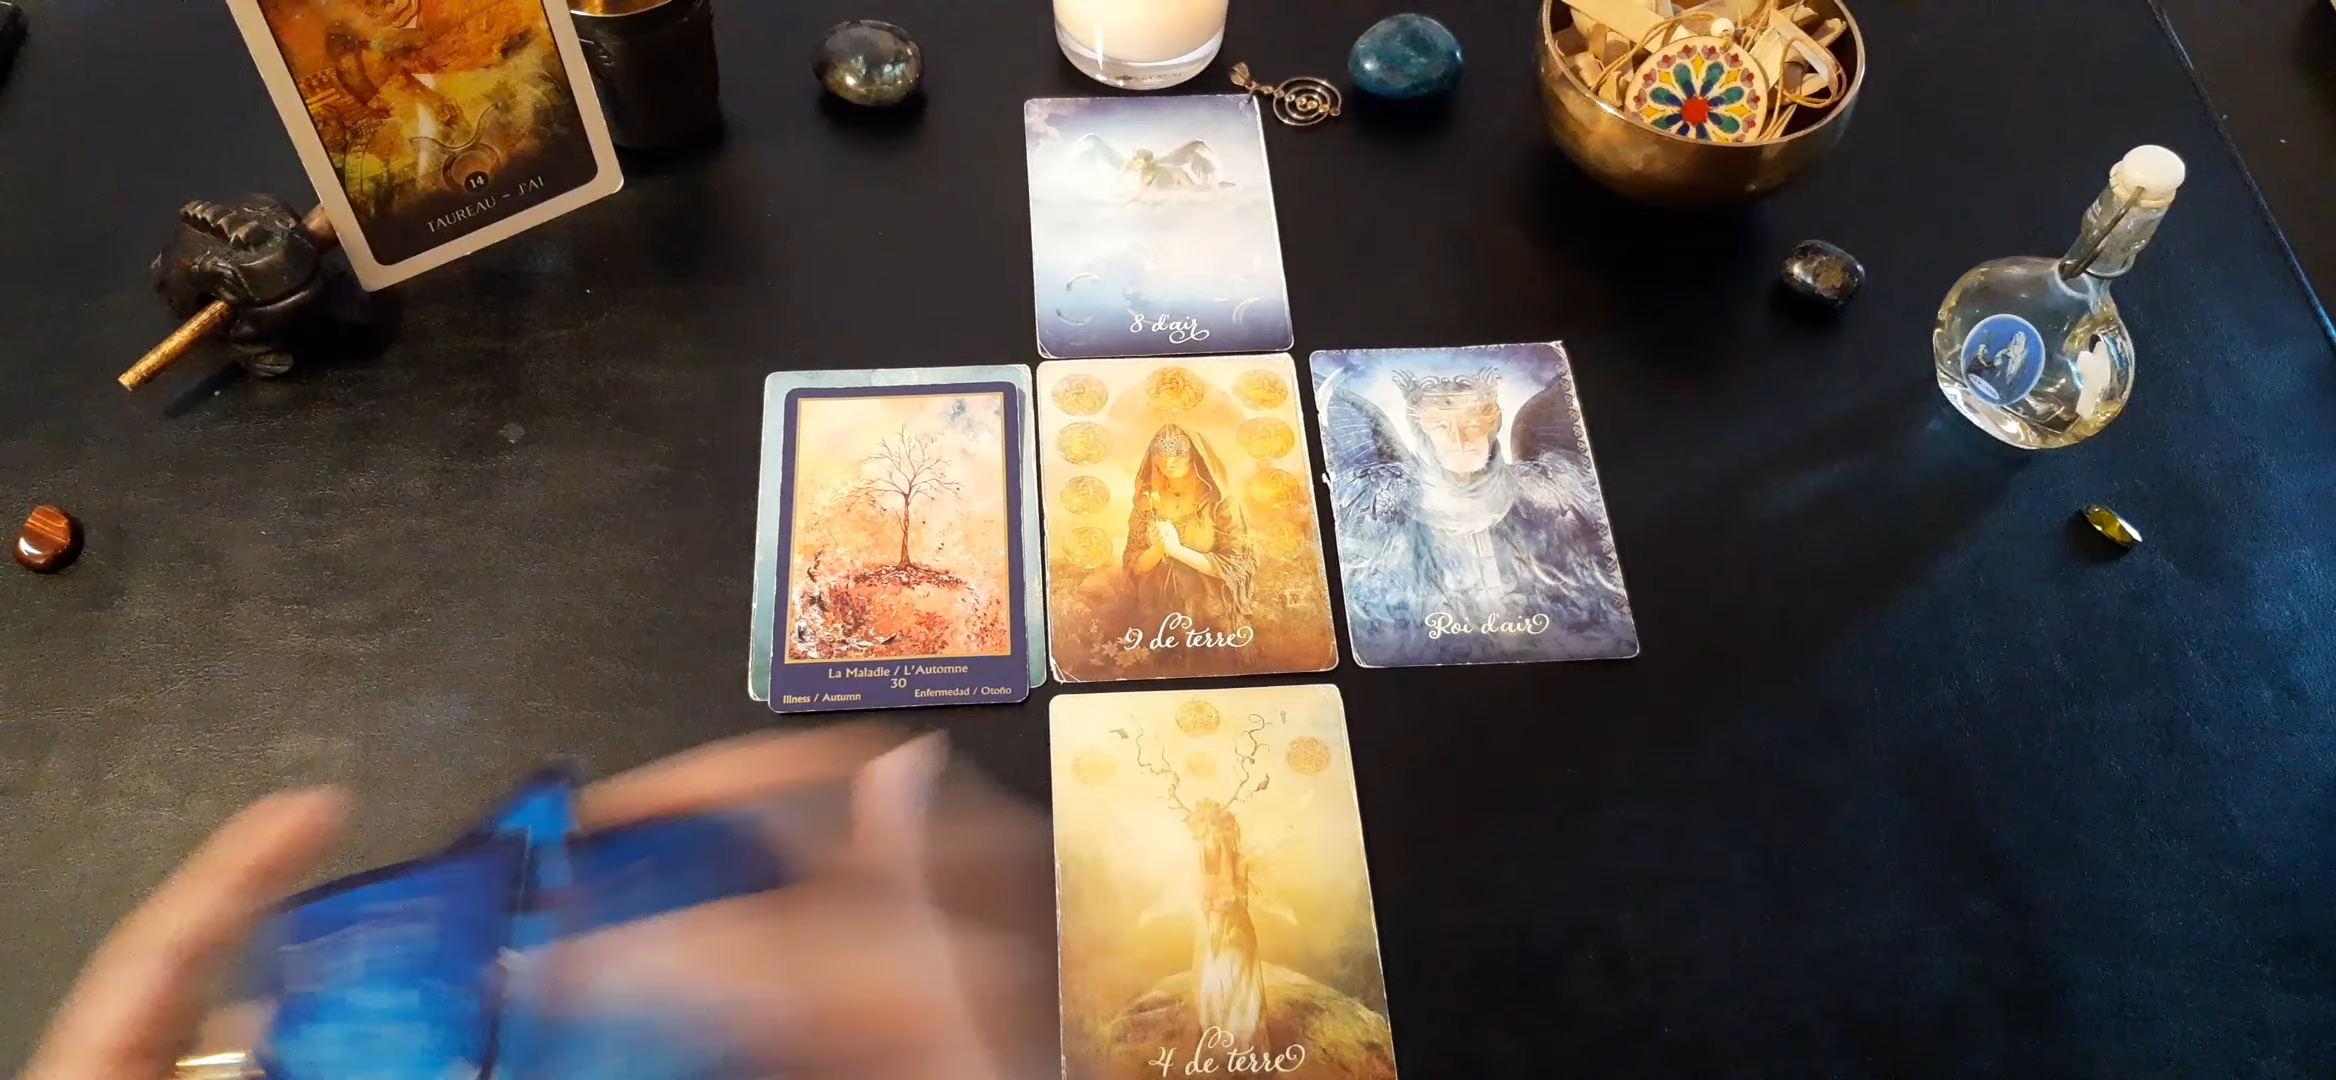 14
TAUREAU ~ J'AI
8 d'air
La Maladie / L'Automne
30
Illness / Autumn
Enfermedad / Otoño
9 de terre
Roi d'air
4 de terre